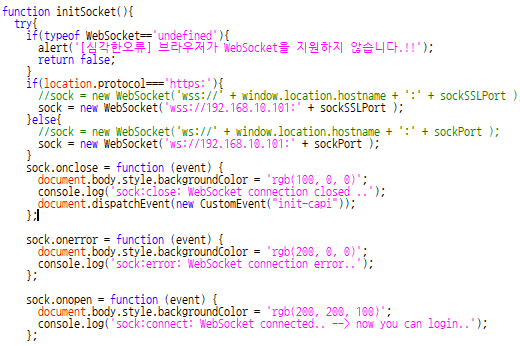 function initSocket(){
try{
if(typeof WebSocket=='undefined'){
alert('[심각한오류] 브라우저가 WebSocket을 지원하지 않습니다.!!');
return false;
}
if(location.protocol==='https:'){
//sock = new WebSocket('wss://' + window.location.hostname + ':' + sockSSLPort );
sock = new WebSocket('wss://192.168.10.101:' + sockSSLPort );
}else{
//sock = new WebSocket('ws://' + window.location.hostname + ':' + sockPort );
sock = new WebSocket('ws://192.168.10.101:' + sockPort );
}
sock.onclose = function (event) {
document.body.style.backgroundColor = 'rgb(100, 0, 0)';
console.log('sock:close: WebSocket connection closed ..');
document.dispatchEvent(new CustomEvent("init-capi"));
};
sock.onerror = function (event) {
document.body.style.backgroundColor = 'rgb(200, 0, 0)';
console.log('sock:error: WebSocket connection error..');
};
sock.onopen = function (event) {
document.body.style.backgroundColor = 'rgb(200, 200, 100)';
console.log('sock:connect: WebSocket connected.. --> now you can login..');
};